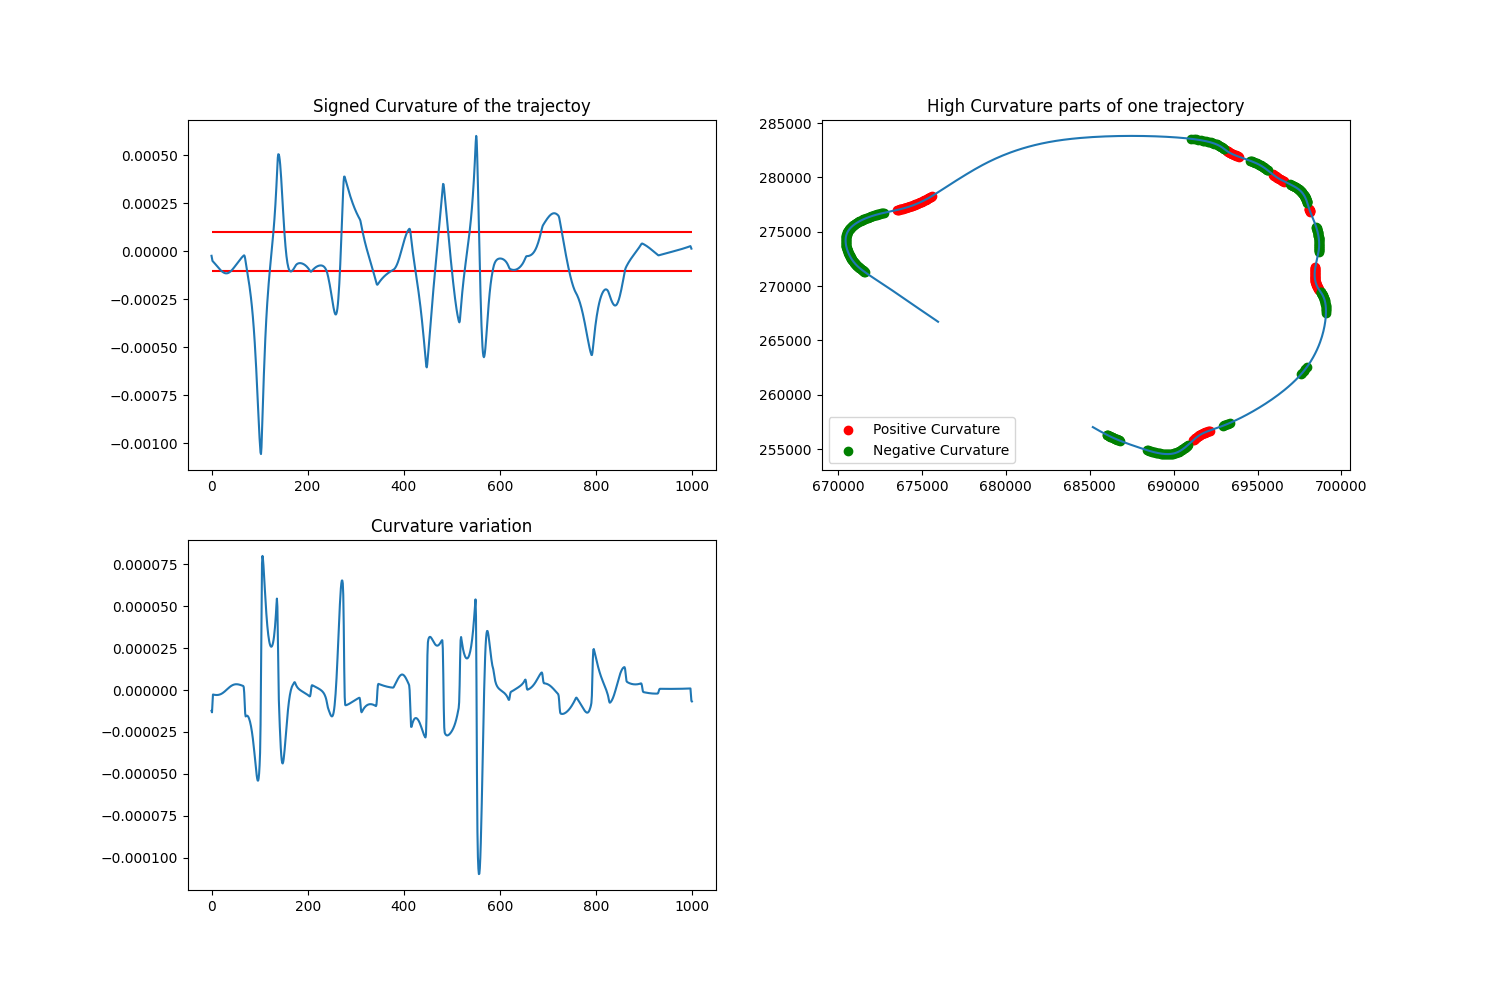 Signed Curvature of the trajectoy
0.00050
0.00025
0.00000
−0.00025
−0.00050
−0.00075
−0.00100
0 200 400 600 800 1000
High Curvature parts of one trajectory
285000
280000
275000
270000
265000
260000
255000
Positive Curvature
Negative Curvature
670000 675000 680000 685000 690000 695000 700000
Curvature variation
0.000075
0.000050
0.000025
0.000000
−0.000025
−0.000050
−0.000075
−0.000100
0 200 400 600 800 1000